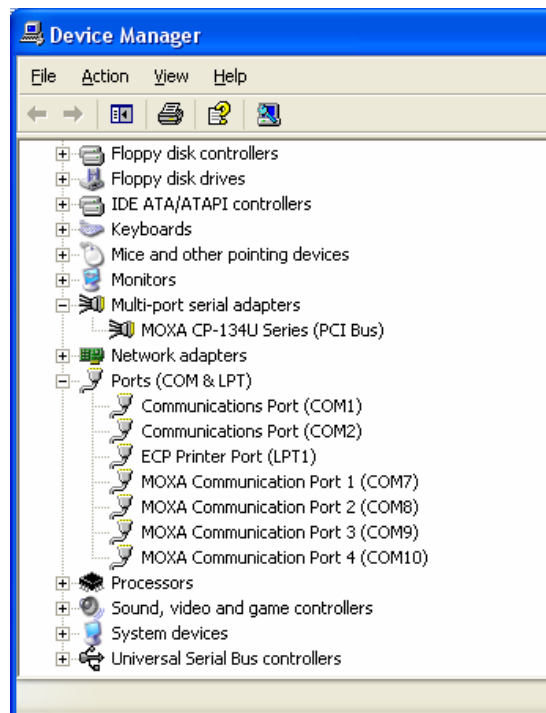 Device Manager
File Action View Help
Floppy disk controllers
Floppy disk drives
IDE ATA/ATAPI controllers
Keyboards
Mice and other pointing devices
Monitors
Multi-port serial adapters
MOXA CP-134U Series (PCI Bus)
Network adapters
Ports (COM & LPT)
Communications Port (COM1)
Communications Port (COM2)
ECP Printer Port (LPT1)
MOXA Communication Port 1 (COM7)
MOXA Communication Port 2 (COM8)
MOXA Communication Port 3 (COM9)
MOXA Communication Port 4 (COM10)
Processors
Sound, video and game controllers
System devices
Universal Serial Bus controllers